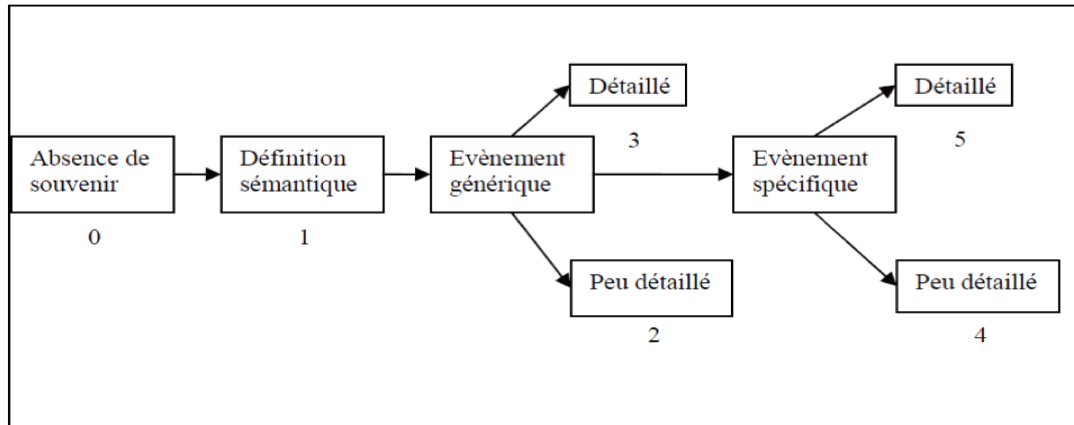 Absence de
souvenir
0
Définition
sémantique
1
Evènement
générique
Détaillé
3
Peu détaillé
2
Evènement
spécifique
Détaillé
5
Peu détaillé
4